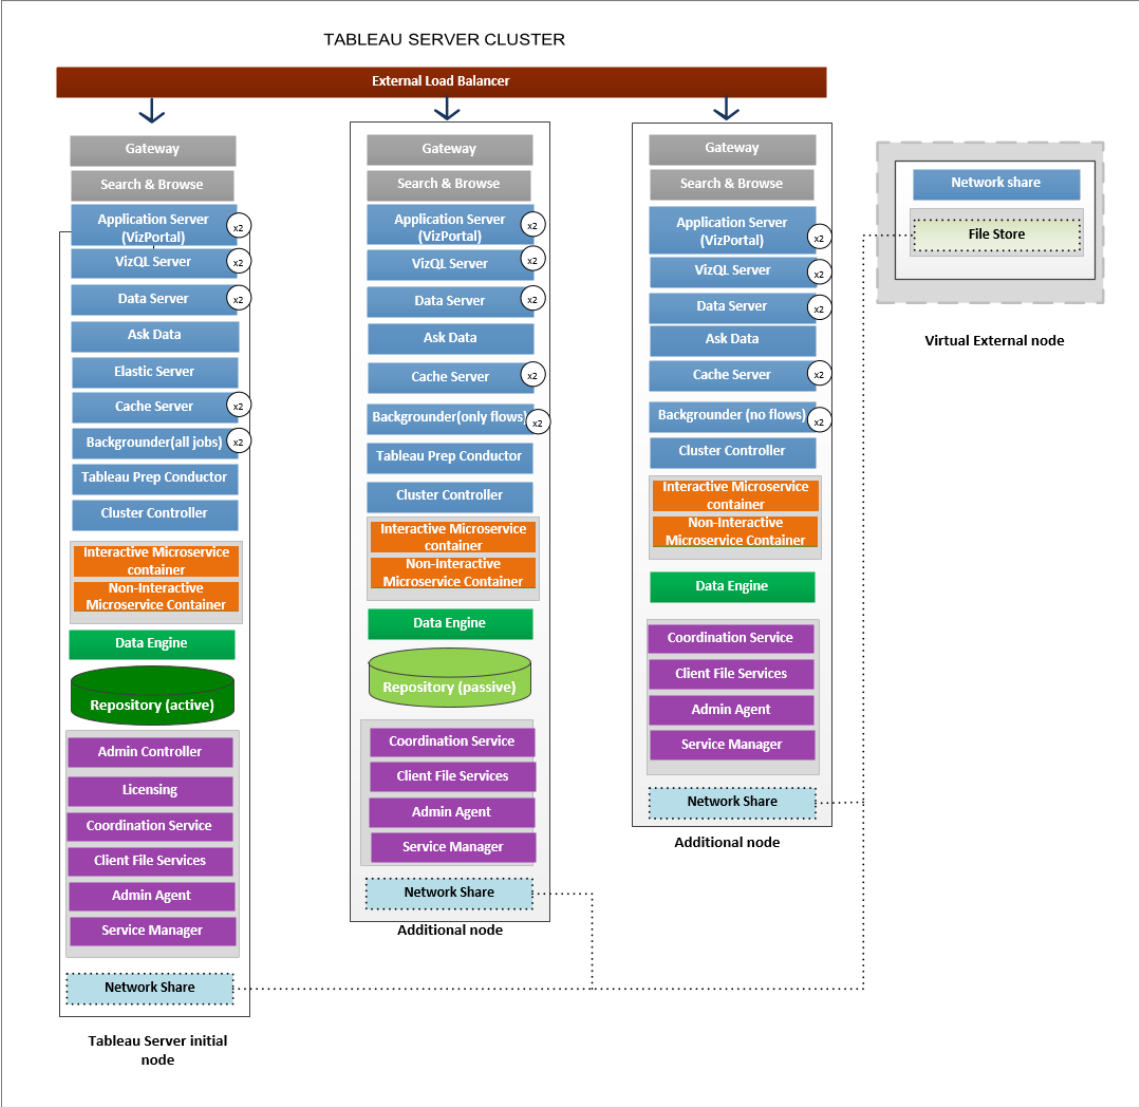 TABLEAU SERVER CLUSTER
External Load Balancer
Gateway
Search & Browse
Application Server
(VizPortal)
x2
VizQL Server
x2
Data Server
x2
Ask Data
Elastic Server
Cache Server
x2
Backgrounder(all jobs)
x2
Tableau Prep Conductor
Cluster Controller
Interactive Microservice
container
Non-Interactive
Microservice Container
Data Engine
Repository (active)
Admin Controller
Licensing
Coordination Service
Client File Services
Admin Agent
Service Manager
Network Share
Tableau Server initial
node
Gateway
Search & Browse
Application Server
(VizPortal)
x2
VizQL Server
x2
Data Server
x2
Ask Data
Cache Server
x2
Backgrounder(only flows)
x2
Tableau Prep Conductor
Cluster Controller
Interactive Microservice
container
Non-Interactive
Microservice Container
Data Engine
Repository (passive)
Coordination Service
Client File Services
Admin Agent
Service Manager
Network Share
Additional node
Gateway
Search & Browse
Application Server
(VizPortal)
x2
VizQL Server
x2
Data Server
x2
Ask Data
Cache Server
x2
Backgrounder (no flows)
x2
Cluster Controller
Interactive Microservice
container
Non-Interactive
Microservice Container
Data Engine
Coordination Service
Client File Services
Admin Agent
Service Manager
Network Share
Additional node
Network share
File Store
Virtual External node